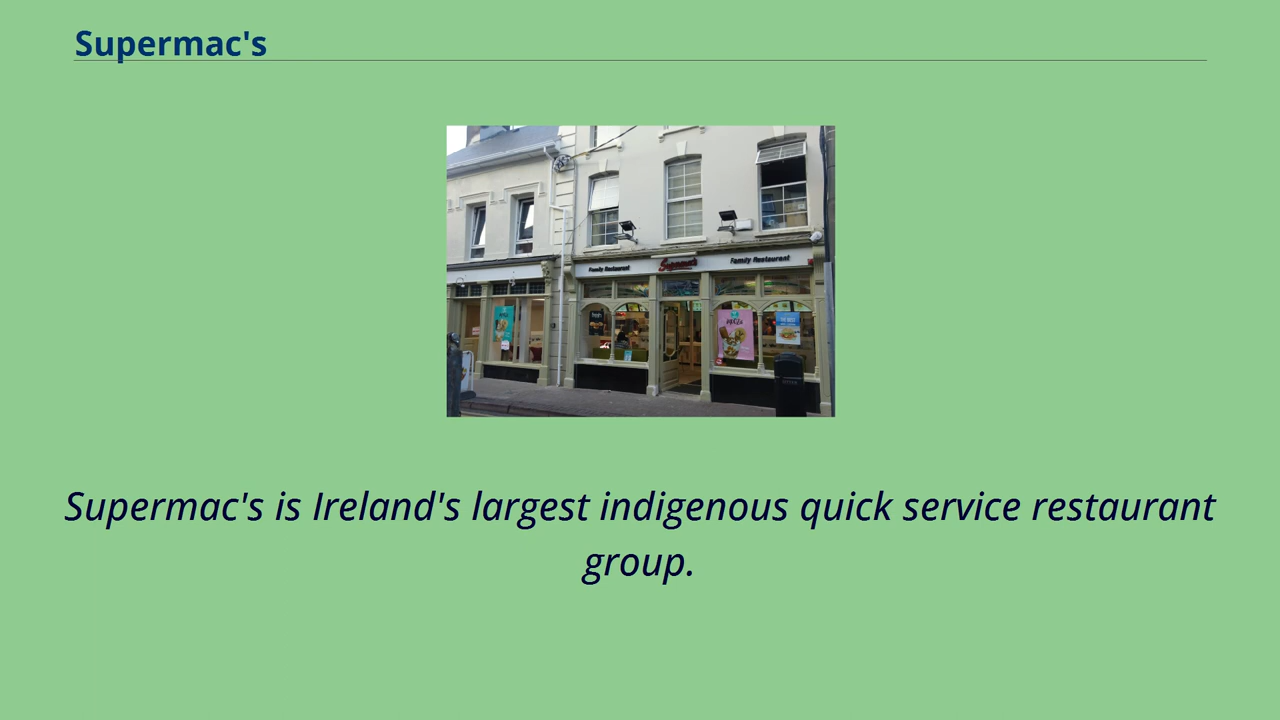 Supermac's
Family Restaurant
Supermac's
Family Restaurant
Supermac's is Ireland's largest indigenous quick service restaurant
group.